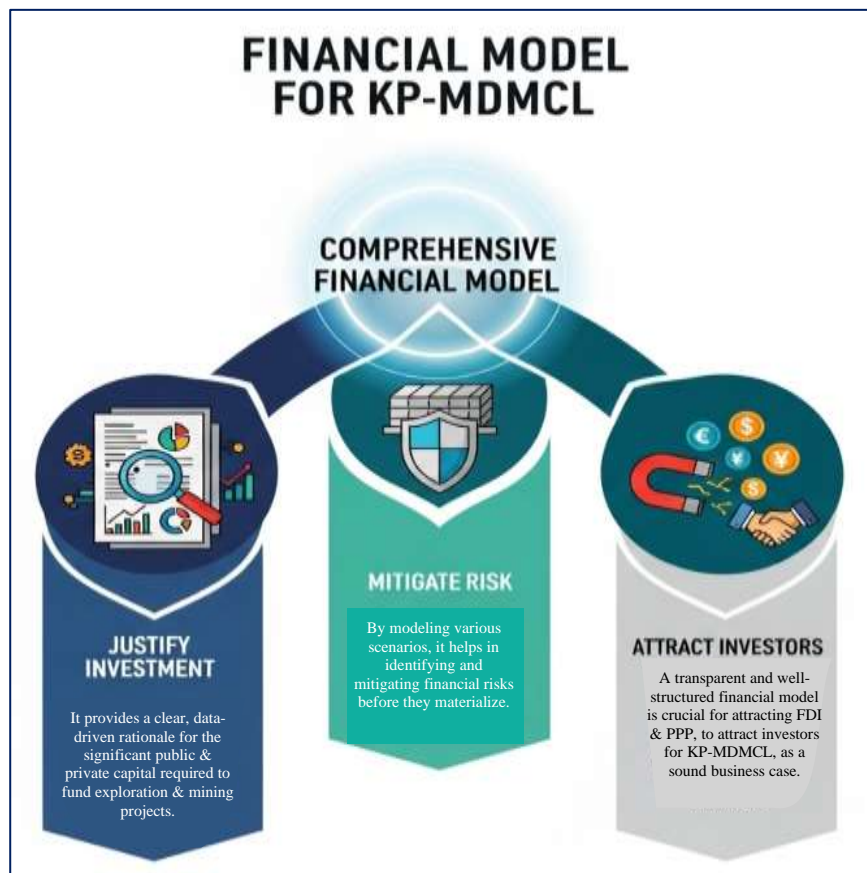 FINANCIAL MODEL
FOR KP-MDMCL
COMPREHENSIVE
FINANCIAL MODEL
JUSTIFY
INVESTMENT
It provides a clear, data-
driven rationale for the
significant public &
private capital required to
fund exploration & mining
projects.
MITIGATE RISK
By modeling various
scenarios, it helps in
identifying and
mitigating financial risks
before they materialize.
ATTRACT INVESTORS
A transparent and well-
structured financial model
is crucial for attracting FDI
& PPP, to attract investors
for KP-MDMCL, as a
sound business case.